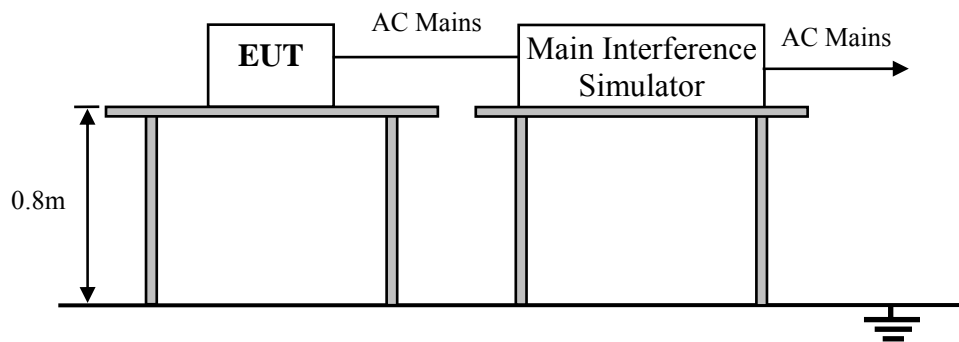 AC Mains
EUT
Main Interference
Simulator
AC Mains
0.8m